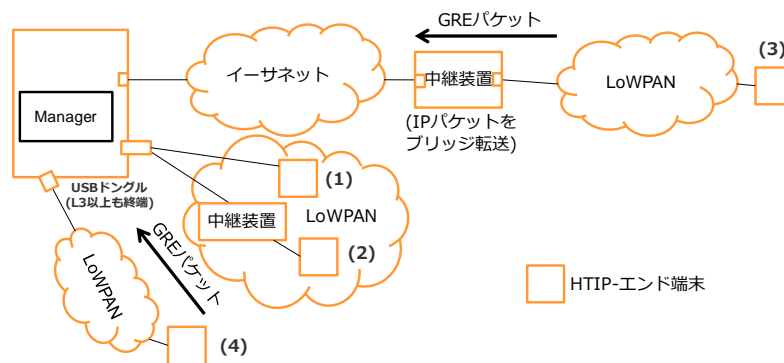 GREパケット
(3)
イーサネット
中継装置
LoWPAN
Manager
(IPパケットを
ブリッジ転送)
USBドングル
(L3以上も終端)
(1)
中継装置
LoWPAN
(2)
GREパケット
LoWPAN
HTIP-エンド端末
(4)